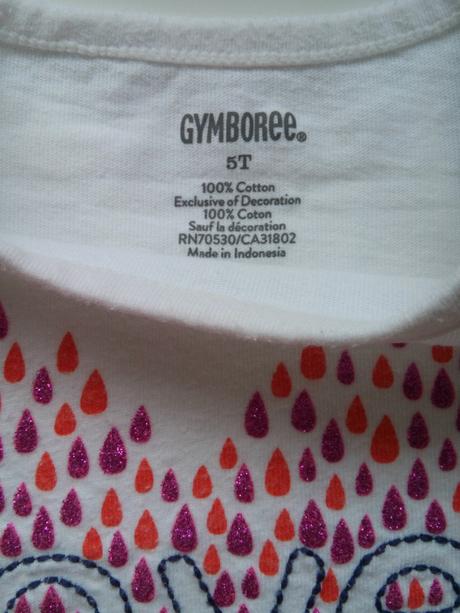 GYMBOREE®
5T
100% Cotton
Exclusive of Decoration
100% Coton
Sauf la décoration
RN70530/CA31802
Made in Indonesia